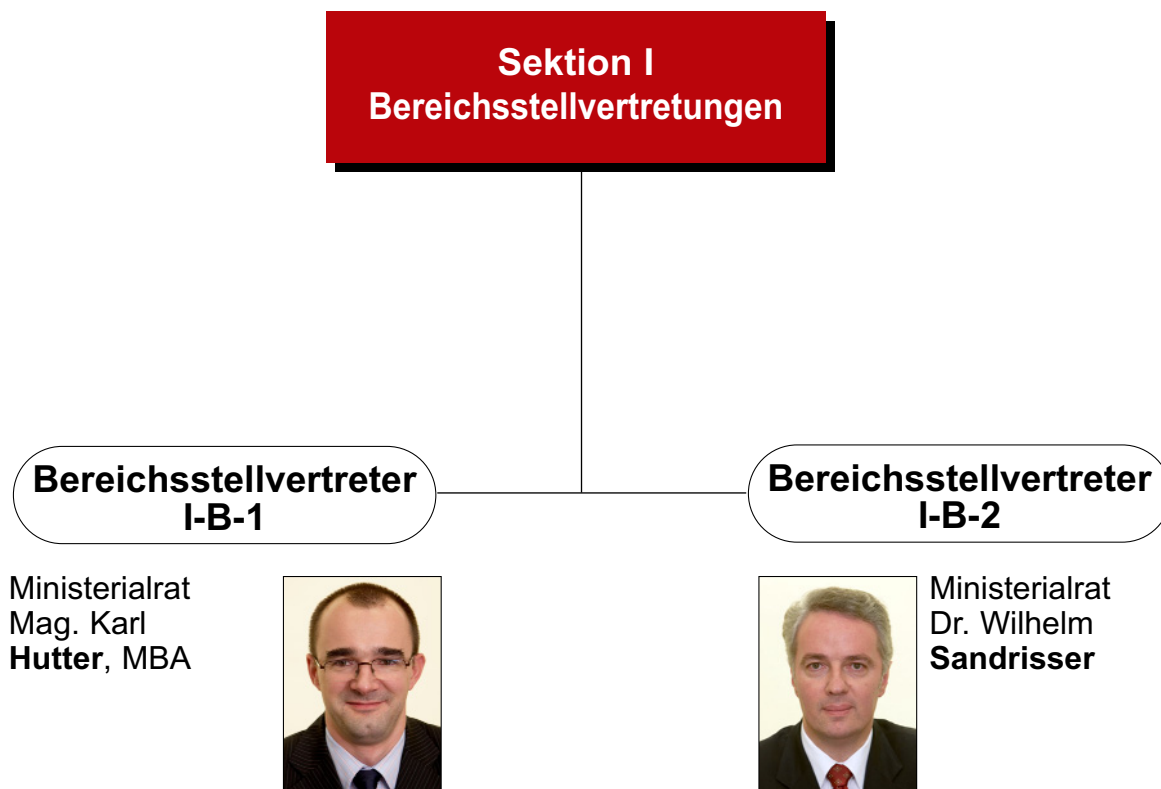 Sektion I
Bereichsstellvertretungen
Bereichsstellvertreter
I-B-1
Bereichsstellvertreter
I-B-2
Ministerialrat
Mag. Karl
Hutter, MBA
Ministerialrat
Dr. Wilhelm
Sandrisser